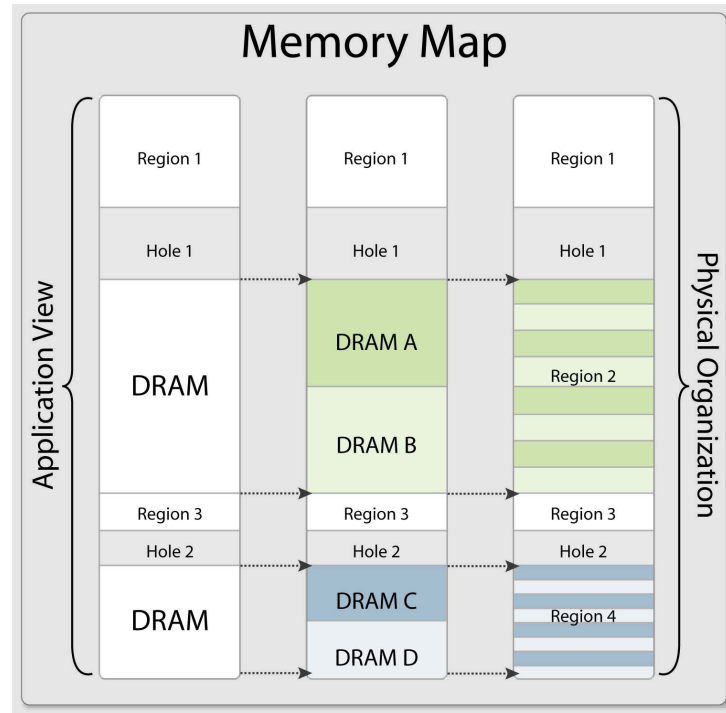 Memory Map
Application View
Region 1
Hole 1
DRAM
Region 3
Hole 2
DRAM
Region 1
Hole 1
DRAM A
DRAM B
Region 3
Hole 2
DRAM C
DRAM D
Region 1
Hole 1
Region 2
Region 3
Hole 2
Region 4
Physical Organization